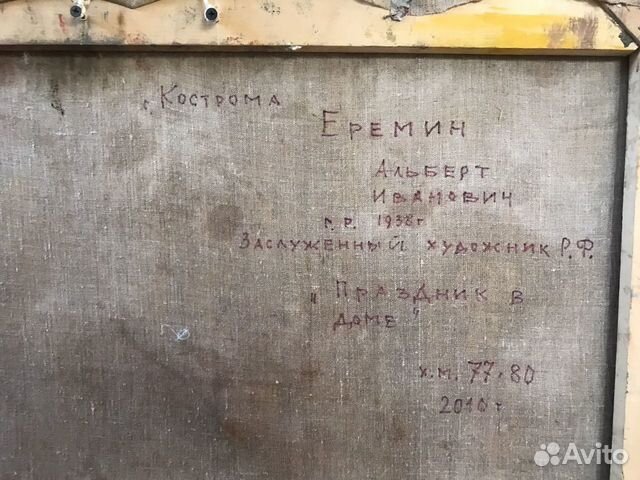 г. Кострома
Еремин
Альберт
Иванович
г.р. 1938г
Заслуженный художник Р.Ф.
"Праздник в
доме"
х.м. 77×80
2010г
Avito